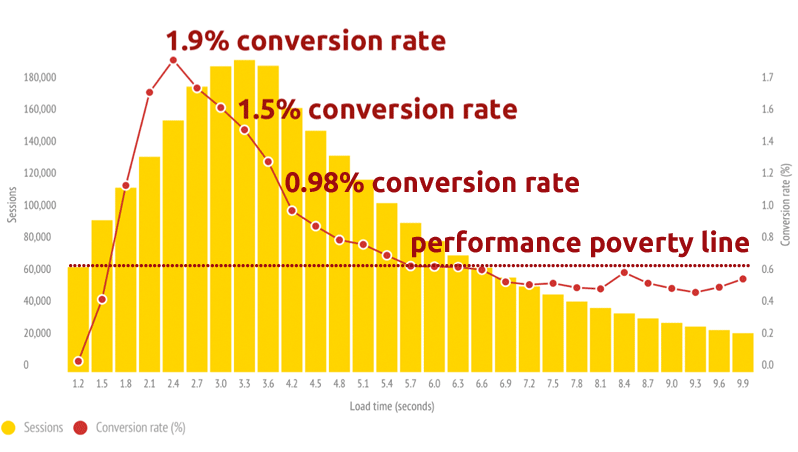 1.9% conversion rate
180,000
1.7
160,000
1.6
1.5% conversion rate
140,000
1.4
120,000
1.2
0.98% conversion rate
100,000
1.0
Sessions
Conversion rate (%)
80,000
0.8
performance poverty line
60,000
0.6
40,000
0.4
20,000
0.2
0
0.0
1.2 1.5 1.8 2.1 2.4 2.7 3.0 3.3 3.6 4.2 4.5 4.8 5.1 5.4 5.7 6.0 6.3 6.6 6.9 7.2 7.5 7.8 8.1 8.4 8.7 9.0 9.3 9.6 9.9
Load time (seconds)
Sessions Conversion rate (%)